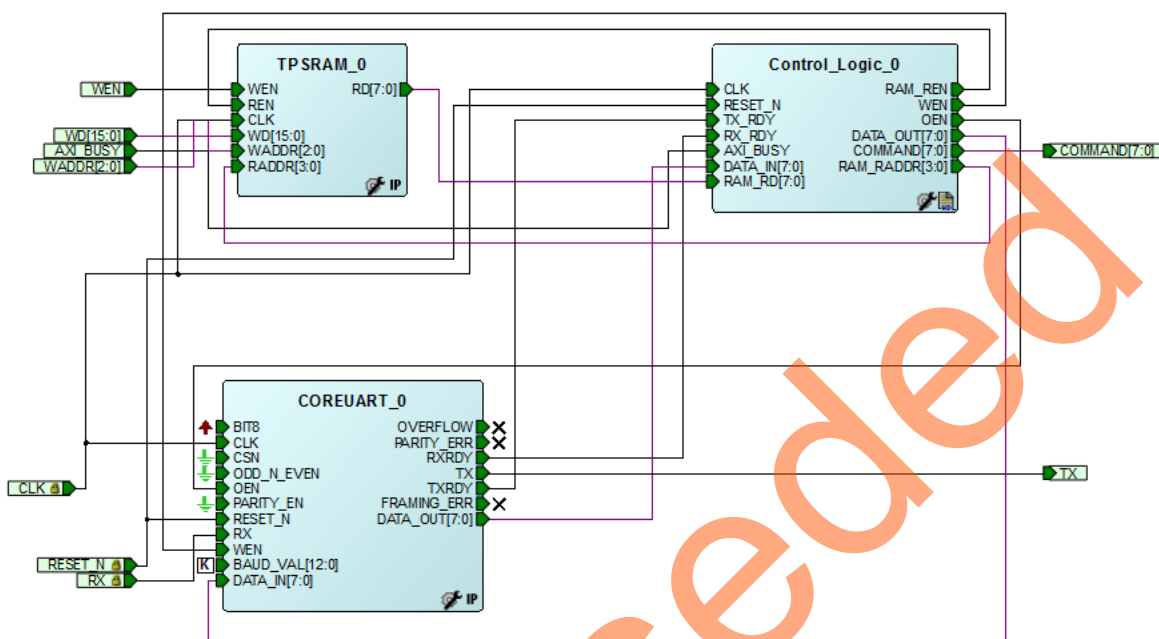 TPSRAM_0
WEN
REN
CLK
WD[15:0]
WADDR[2:0]
RADDR[3:0]
RD[7:0]
IP
WEN
WD[15:0]
AXI_BUSY
WADDR[2:0]
Control_Logic_0
CLK
RESET_N
TX_RDY
RX_RDY
AXI_BUSY
DATA_IN[7:0]
RAM_RD[7:0]
RAM_REN
WEN
OEN
DATA_OUT[7:0]
COMMAND[7:0]
RAM_RADDR[3:0]
HDL
COMMAND[7:0]
COREUART_0
BIT8
CLK
CSN
ODD_N_EVEN
OEN
PARITY_EN
RESET_N
RX
WEN
K
BAUD_VAL[12:0]
DATA_IN[7:0]
OVERFLOW
PARITY_ERR
RXRDY
TX
TXRDY
FRAMING_ERR
DATA_OUT[7:0]
IP
CLK
RESET_N
RX
TX
eded